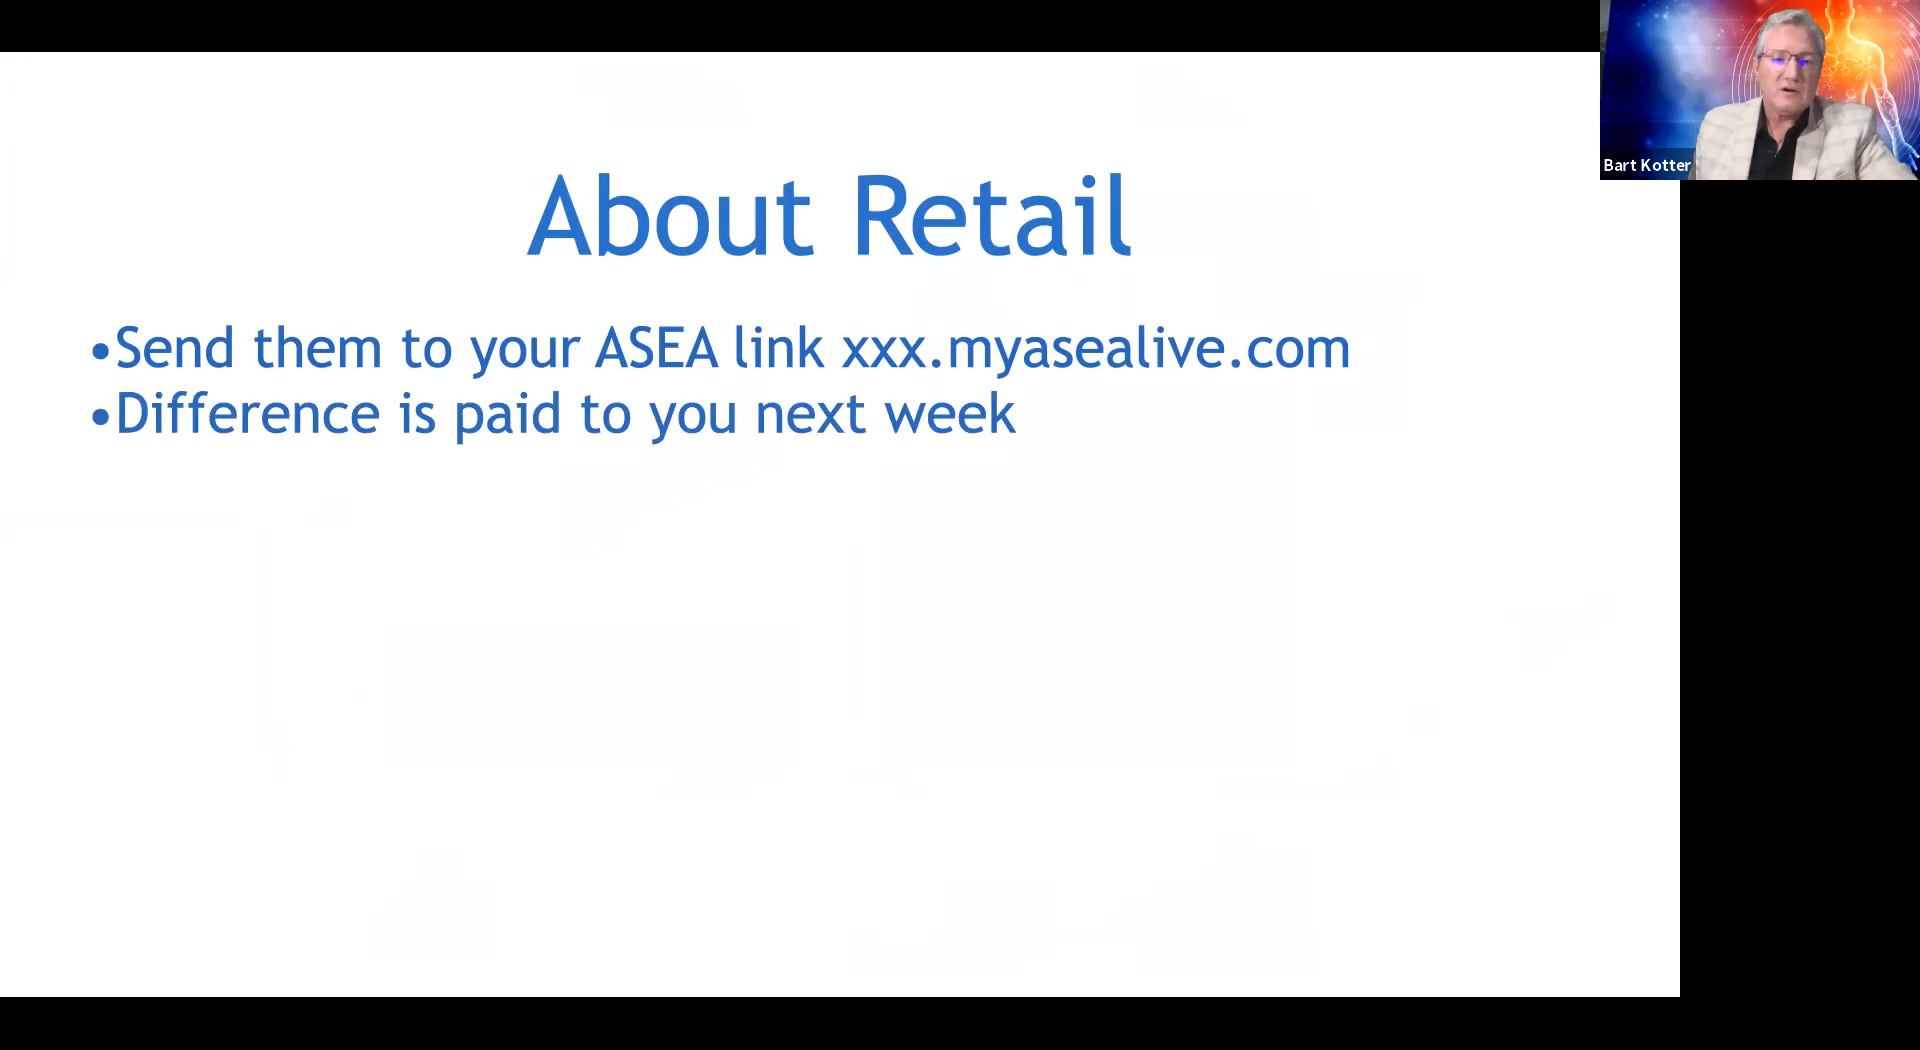 About Retail
•Send them to your ASEA link xxx.myasealive.com
•Difference is paid to you next week
Bart Kotter